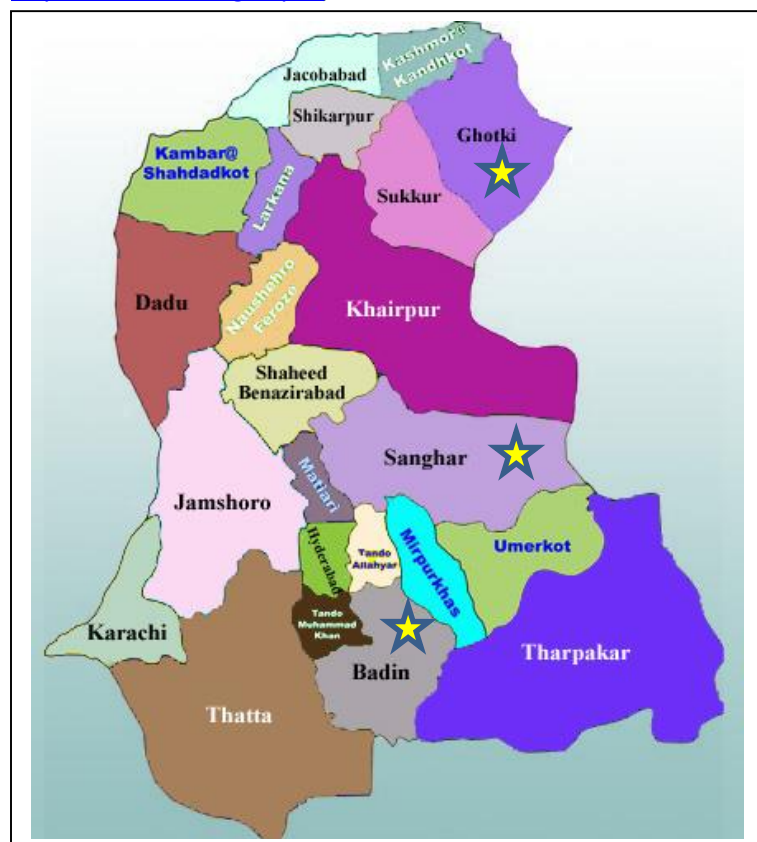 Kashmor@
Kandhkot
Jacobabad
Shikarpur
Ghotki
Kambar@
Shahdadkot
Larkana
Sukkur
Dadu
Naushehro
Feroze
Khairpur
Shaheed
Benazirabad
Sanghar
Matiari
Jamshoro
Hyderabad
Tando
Allahyar
Mirpurkhas
Umerkot
Karachi
Tando
Muhammad
Khan
Badin
Tharpakar
Thatta